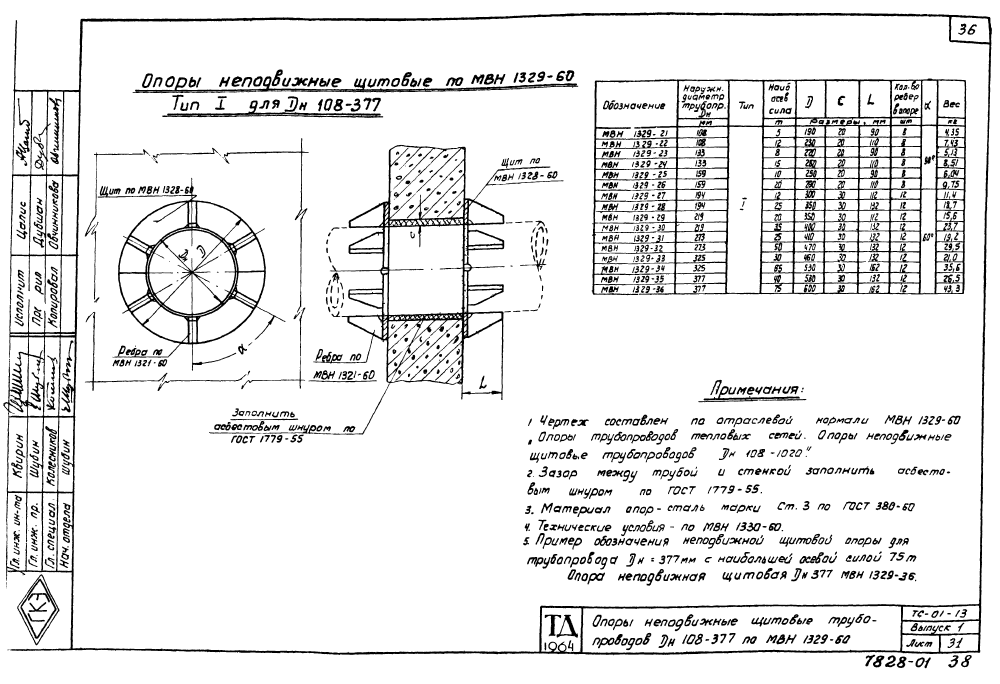 36
Опоры неподвижные щитовые по МВН 1329-60
Тип I для Dн 108-377
Щит по МВН 1328-60
Ребра по
МВН 1321-60
α
D
Щит по
МВН 1328-60
с
Ребра по
МВН 1321-60
L
Заполнить
асбестовым шнуром по
ГОСТ 1779-55
Обозначение Наружн. диаметр трубопр. Dн Тип Наиб осев сила D C L Кол-во ребер в опоре α Вес
мм т Размеры, мм шт кг
МВН 1329-21 108 I 5 190 20 90 8 90° 4,35
МВН 1329-22 108 12 230 20 110 8 7,43
МВН 1329-23 133 8 220 20 90 8 5,13
МВН 1329-24 133 15 260 20 110 8 8,51
МВН 1329-25 159 10 250 20 90 8 6,04
МВН 1329-26 159 20 290 20 110 8 9,75
МВН 1329-27 194 12 300 30 112 12 60° 11,4
МВН 1329-28 194 25 350 30 132 12 18,7
МВН 1329-29 219 20 350 30 112 12 15,6
МВН 1329-30 219 35 400 30 132 12 23,7
МВН 1329-31 273 25 410 30 132 12 19,2
МВН 1329-32 273 50 470 30 132 12 29,5
МВН 1329-33 325 30 460 30 132 12 21,0
МВН 1329-34 325 65 530 30 162 12 35,6
МВН 1329-35 377 40 530 30 132 12 26,5
МВН 1329-36 377 75 600 30 162 12 43,3
Примечания:
1 Чертеж составлен по отраслевой нормали МВН 1329-60
„Опоры трубопроводов тепловых сетей. Опоры неподвижные
щитовые трубопроводов Dн 108-1020."
2. Зазор между трубой и стенкой заполнить асбесто-
вым шнуром по ГОСТ 1779-55.
3. Материал опор-сталь марки Ст. 3 по ГОСТ 380-60
4. Технические условия - по МВН 1330-60.
5. Пример обозначения неподвижной щитовой опоры для
трубопровода Dн = 377мм с наибольшей осевой силой 75т
Опора неподвижная щитовая Dн 377 МВН 1329-36.
ТД
1964
Опоры неподвижные щитовые трубо-
проводов Dн 108-377 по МВН 1329-60
ТС-01-13
Выпуск 1
Лист 31
7828-01 38
Гл. инж. ин-та Квирин
Гл. инж. пр. Шубин
Гл. специал. Колесников
Нач. отдела Шубин
Исполнит Цапис
Копировал Овчинникова
ГКЭ